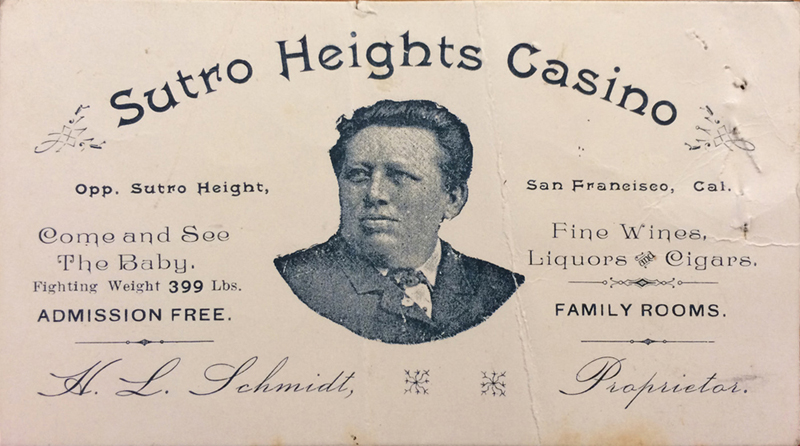 Sutro Heights Casino
Opp. Sutro Height,
Come and See
The Baby.
Fighting Weight 399 Lbs.
ADMISSION FREE.
San Francisco, Cal.
Fine Wines,
Liquors and Cigars.
FAMILY ROOMS.
H. L. Schmidt, Proprietor.